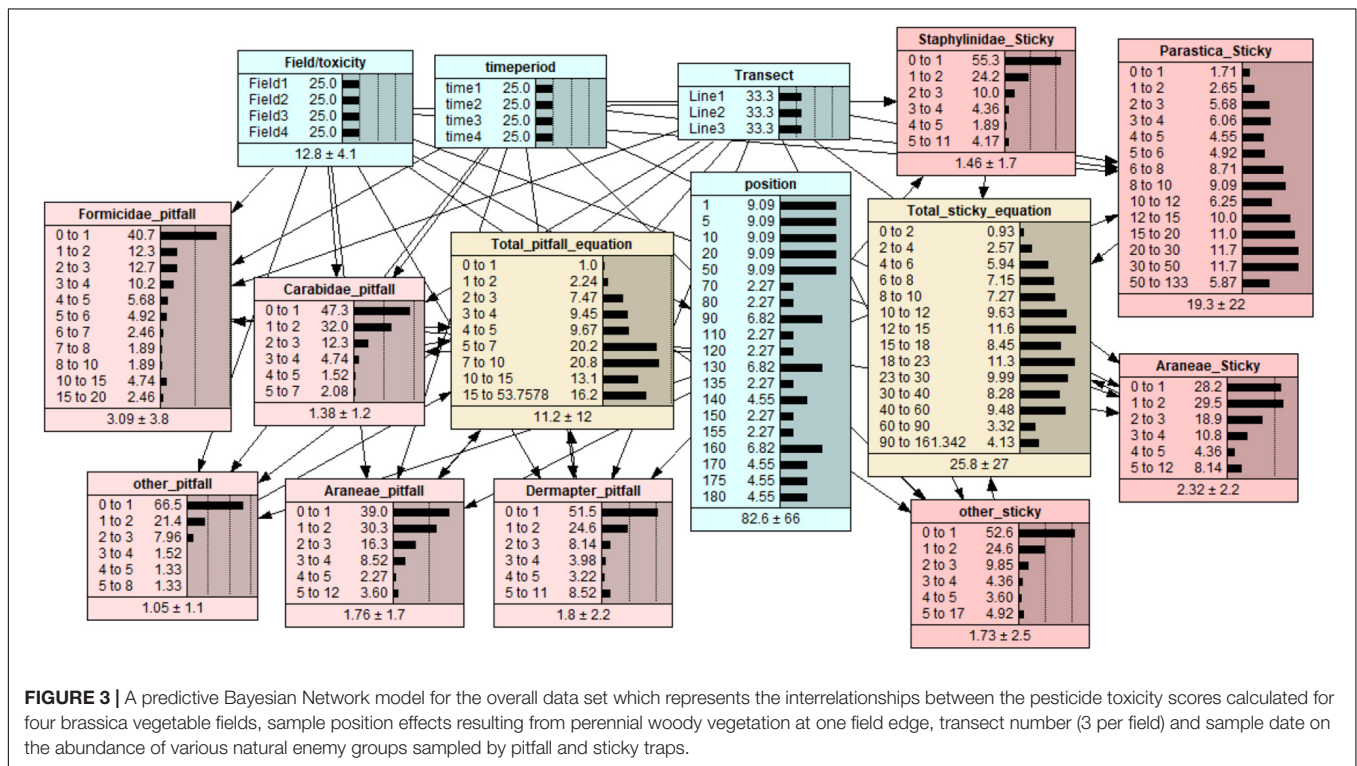 Field/toxicity
Field1 25.0
Field2 25.0
Field3 25.0
Field4 25.0
12.8 ± 4.1
timeperiod
time1 25.0
time2 25.0
time3 25.0
time4 25.0
Transect
Line1 33.3
Line2 33.3
Line3 33.3
Staphylinidae_Sticky
0 to 1 55.3
1 to 2 24.2
2 to 3 10.0
3 to 4 4.36
4 to 5 1.89
5 to 11 4.17
1.46 ± 1.7
Parastica_Sticky
0 to 1 1.71
1 to 2 2.65
2 to 3 5.68
3 to 4 6.06
4 to 5 4.55
5 to 6 4.92
6 to 8 8.71
8 to 10 9.09
10 to 12 6.25
12 to 15 10.0
15 to 20 11.0
20 to 30 11.7
30 to 50 11.7
50 to 133 5.87
19.3 ± 22
Formicidae_pitfall
0 to 1 40.7
1 to 2 12.3
2 to 3 12.7
3 to 4 10.2
4 to 5 5.68
5 to 6 4.92
6 to 7 2.46
7 to 8 1.89
8 to 10 1.89
10 to 15 4.74
15 to 20 2.46
3.09 ± 3.8
Carabidae_pitfall
0 to 1 47.3
1 to 2 32.0
2 to 3 12.3
3 to 4 4.74
4 to 5 1.52
5 to 7 2.08
1.38 ± 1.2
Total_pitfall_equation
0 to 1 1.0
1 to 2 2.24
2 to 3 7.47
3 to 4 9.45
4 to 5 9.67
5 to 7 20.2
7 to 10 20.8
10 to 15 13.1
15 to 53.7578 16.2
11.2 ± 12
position
1 9.09
5 9.09
10 9.09
20 9.09
50 9.09
70 2.27
80 2.27
90 6.82
110 2.27
120 2.27
130 6.82
135 2.27
140 4.55
150 2.27
155 2.27
160 6.82
170 4.55
175 4.55
180 4.55
82.6 ± 66
Total_sticky_equation
0 to 2 0.93
2 to 4 2.57
4 to 6 5.94
6 to 8 7.15
8 to 10 7.27
10 to 12 9.63
12 to 15 11.6
15 to 18 8.45
18 to 23 11.3
23 to 30 9.99
30 to 40 8.28
40 to 60 9.48
60 to 90 3.32
90 to 161.342 4.13
25.8 ± 27
Araneae_Sticky
0 to 1 28.2
1 to 2 29.5
2 to 3 18.9
3 to 4 10.8
4 to 5 4.36
5 to 12 8.14
2.32 ± 2.2
other_pitfall
0 to 1 66.5
1 to 2 21.4
2 to 3 7.96
3 to 4 1.52
4 to 5 1.33
5 to 8 1.33
1.05 ± 1.1
Araneae_pitfall
0 to 1 39.0
1 to 2 30.3
2 to 3 16.3
3 to 4 8.52
4 to 5 2.27
5 to 12 3.60
1.76 ± 1.7
Dermapter_pitfall
0 to 1 51.5
1 to 2 24.6
2 to 3 8.14
3 to 4 3.98
4 to 5 3.22
5 to 11 8.52
1.8 ± 2.2
other_sticky
0 to 1 52.6
1 to 2 24.6
2 to 3 9.85
3 to 4 4.36
4 to 5 3.60
5 to 17 4.92
1.73 ± 2.5
FIGURE 3 | A predictive Bayesian Network model for the overall data set which represents the interrelationships between the pesticide toxicity scores calculated for
four brassica vegetable fields, sample position effects resulting from perennial woody vegetation at one field edge, transect number (3 per field) and sample date on
the abundance of various natural enemy groups sampled by pitfall and sticky traps.